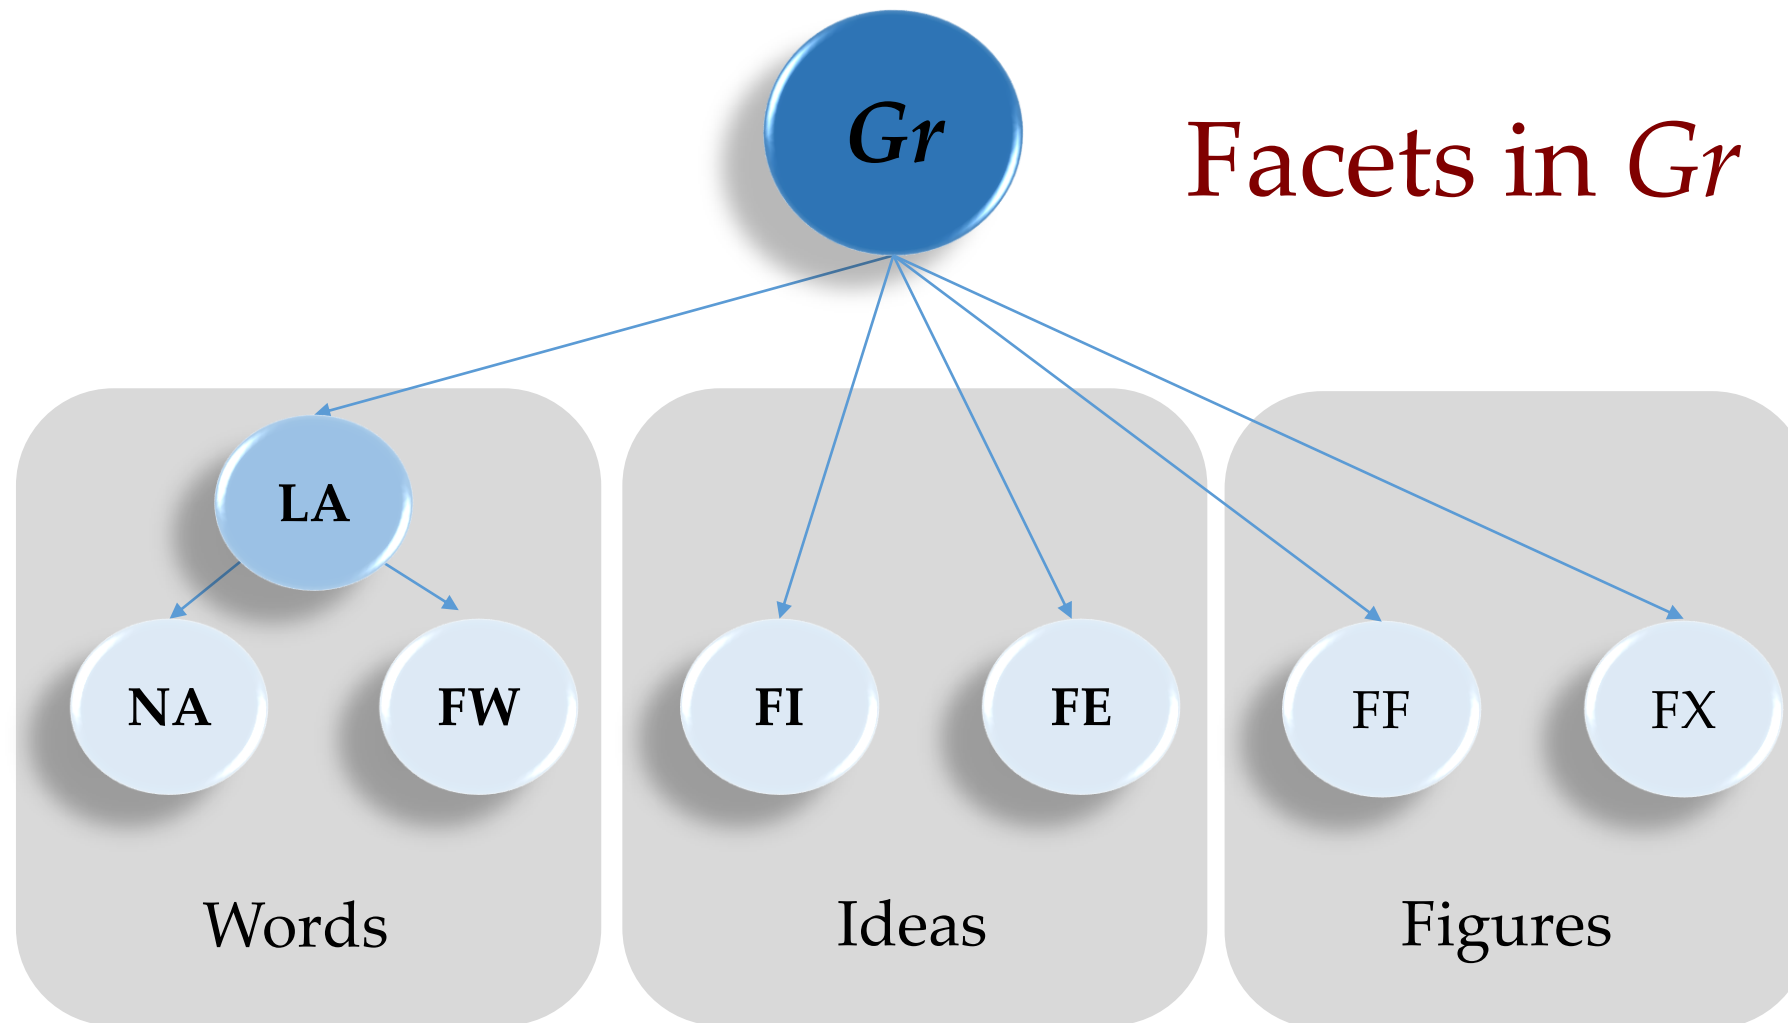 Gr
Facets in Gr
LA
NA
FW
FI
FE
FF
FX
Words
Ideas
Figures